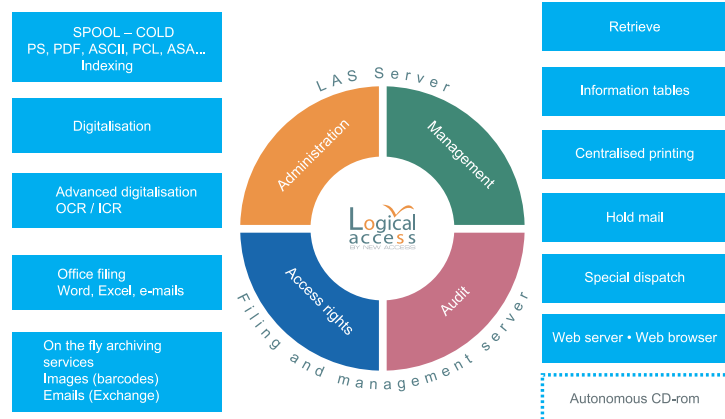 SPOOL – COLD
PS, PDF, ASCII, PCL, ASA...
Indexing
Digitalisation
Advanced digitalisation
OCR / ICR
Office filing
Word, Excel, e-mails
On the fly archiving
services
Images (barcodes)
Emails (Exchange)
LAS Server
Administration
Management
Logical
access
BY NEW ACCESS
Access rights
Audit
Filing and management server
Retrieve
Information tables
Centralised printing
Hold mail
Special dispatch
Web server • Web browser
Autonomous CD-rom